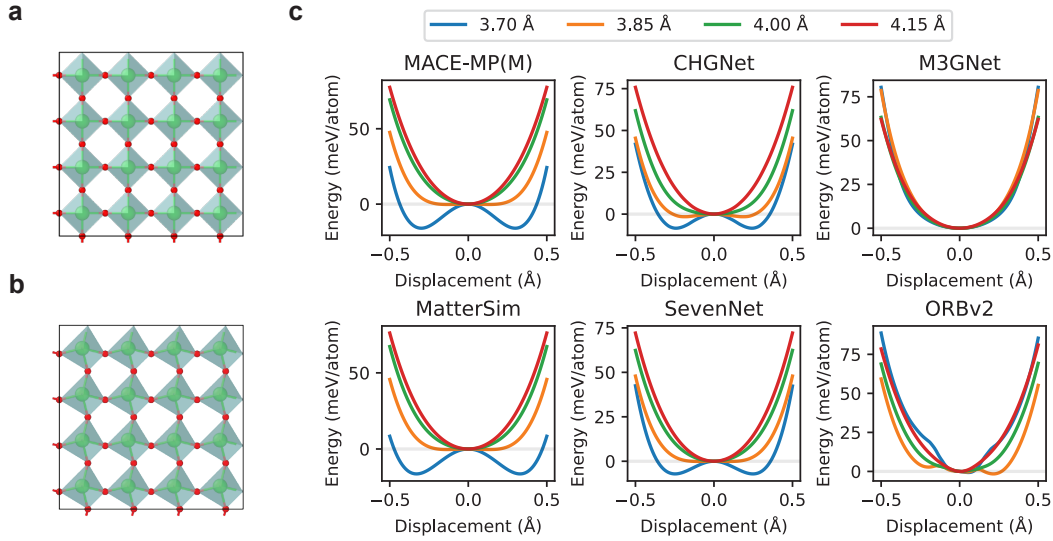 a
b
c
3.70 Å 3.85 Å 4.00 Å 4.15 Å
MACE-MP(M)
Energy (meV/atom)
50
0
−0.5 0.0 0.5
Displacement (Å)
CHGNet
Energy (meV/atom)
75
50
25
0
−0.5 0.0 0.5
Displacement (Å)
M3GNet
Energy (meV/atom)
75
50
25
0
−0.5 0.0 0.5
Displacement (Å)
MatterSim
Energy (meV/atom)
50
0
−0.5 0.0 0.5
Displacement (Å)
SevenNet
Energy (meV/atom)
75
50
25
0
−0.5 0.0 0.5
Displacement (Å)
ORBv2
Energy (meV/atom)
75
50
25
0
−0.5 0.0 0.5
Displacement (Å)